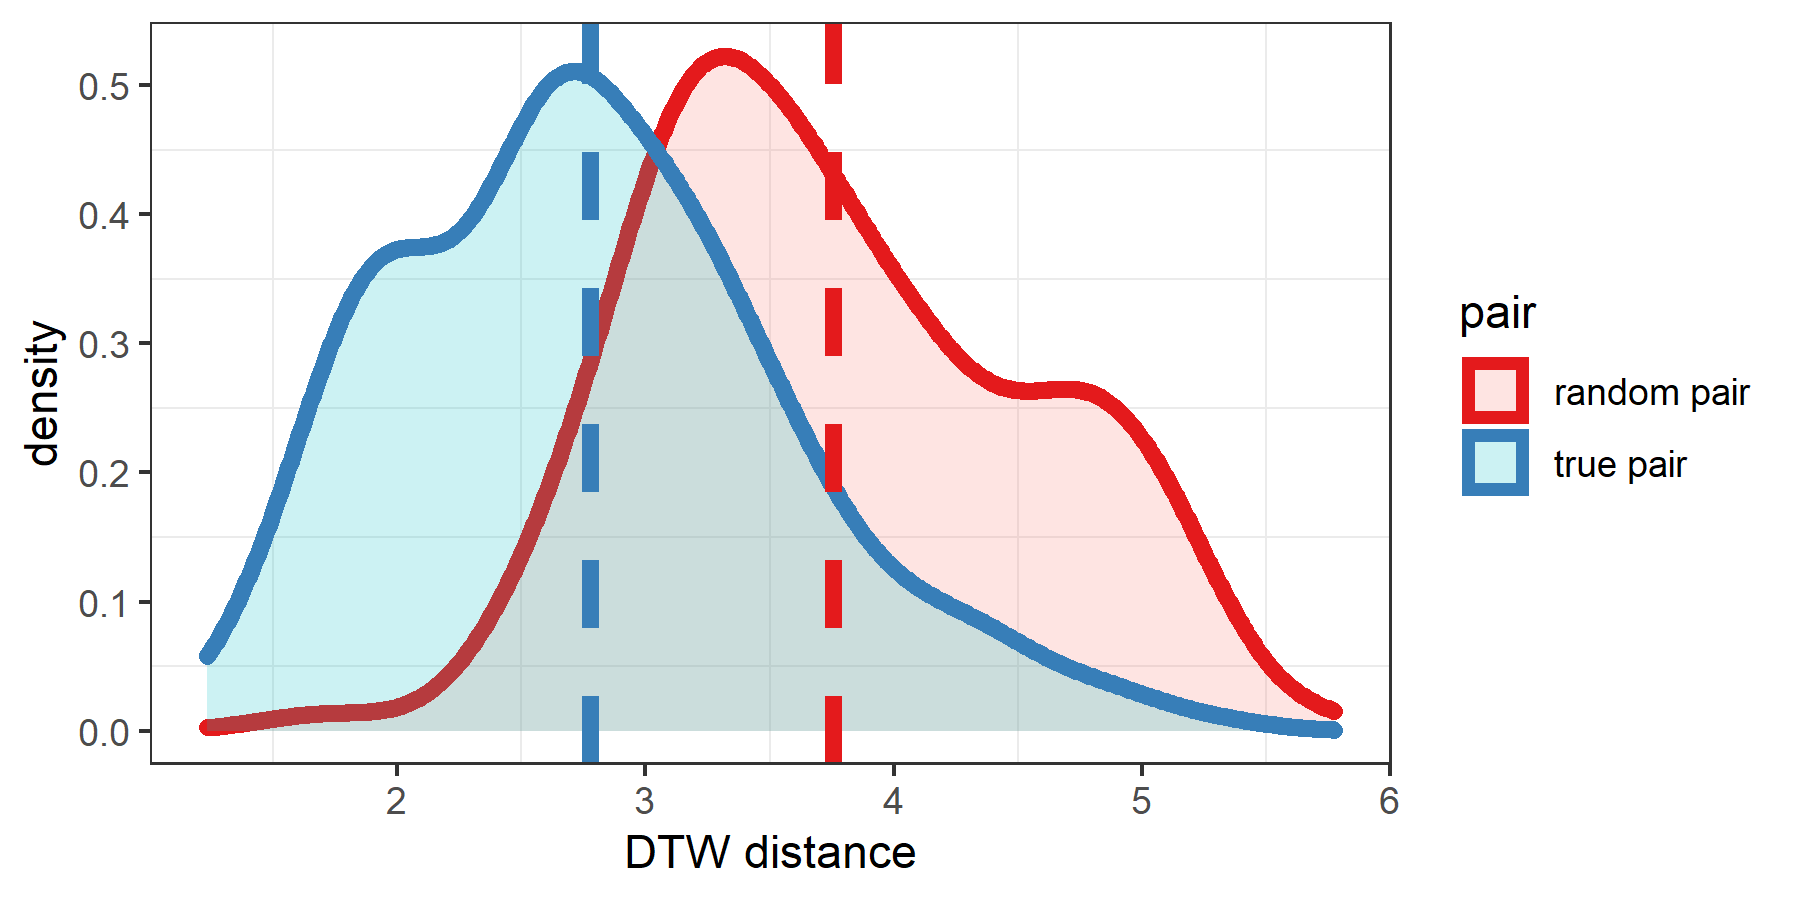 density
0.5
0.4
0.3
0.2
0.1
0.0
2 3 4 5 6
DTW distance
pair
random pair
true pair